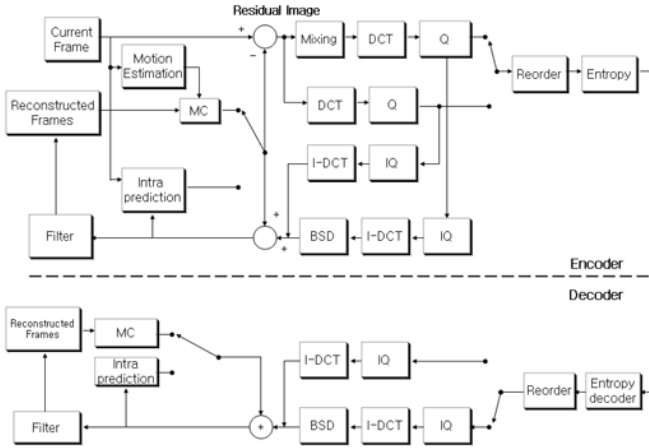 Residual Image
Current
Frame
+
−
Mixing
DCT
Q
Motion
Estimation
Reorder
Entropy
Reconstructed
Frames
MC
DCT
Q
I-DCT
IQ
Intra
prediction
+
+
Filter
BSD
I-DCT
IQ
Encoder
Decoder
Reconstructed
Frames
MC
I-DCT
IQ
Intra
prediction
Reorder
Entropy
decoder
Filter
+
BSD
I-DCT
IQ